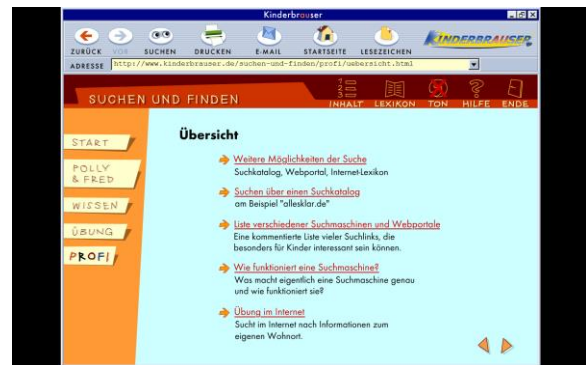 Kinderbrauser
ZURÜCK VOR SUCHEN DRUCKEN E-MAIL STARTSEITE LESEZEICHEN
KINDERBRAUSER
ADRESSE http://www.kinderbrauser.de/suchen-und-finden/profi/uebersicht.html
SUCHEN UND FINDEN
INHALT LEXIKON TON HILFE ENDE
START
POLLY
& FRED
WISSEN
ÜBUNG
PROFI
Übersicht
Weitere Möglichkeiten der Suche
Suchkatalog, Webportal, Internet-Lexikon
Suchen über einen Suchkatalog
am Beispiel "allesklar.de"
Liste verschiedener Suchmaschinen und Webportale
Eine kommentierte Liste vieler Suchlinks, die
besonders für Kinder interessant sein können.
Wie funktioniert eine Suchmaschine?
Was macht eigentlich eine Suchmaschine genau
und wie funktioniert sie?
Übung im Internet
Sucht im Internet nach Informationen zum
eigenen Wohnort.